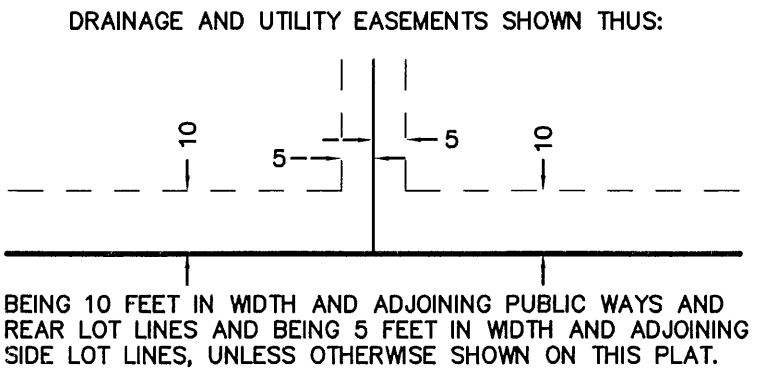 DRAINAGE AND UTILITY EASEMENTS SHOWN THUS:
10
5
5
10
BEING 10 FEET IN WIDTH AND ADJOINING PUBLIC WAYS AND
REAR LOT LINES AND BEING 5 FEET IN WIDTH AND ADJOINING
SIDE LOT LINES, UNLESS OTHERWISE SHOWN ON THIS PLAT.